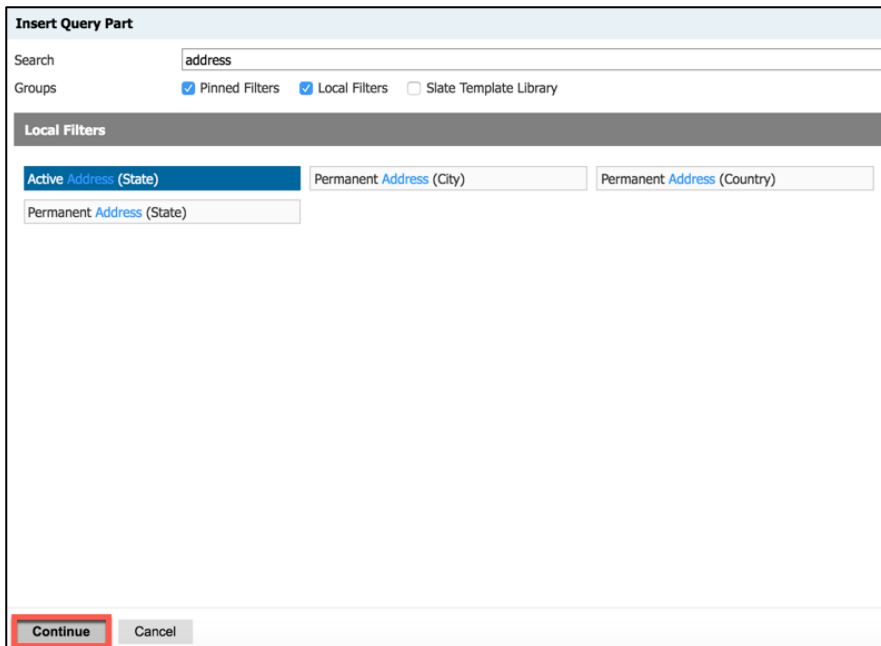 Insert Query Part
Search address
Groups Pinned Filters Local Filters Slate Template Library
Local Filters
Active Address (State) Permanent Address (City) Permanent Address (Country)
Permanent Address (State)
Continue Cancel